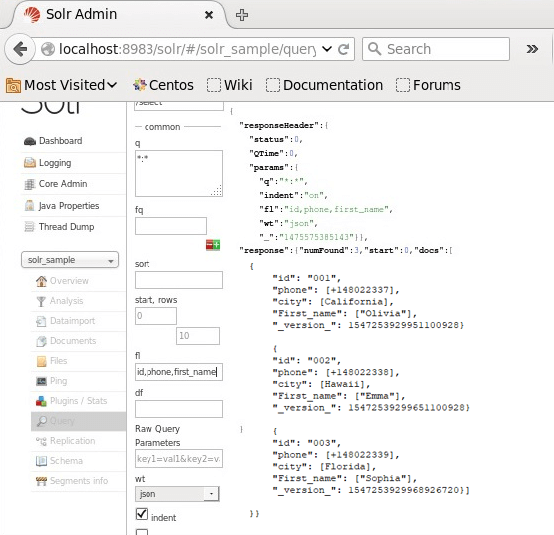 Solr Admin
localhost:8983/solr/#/solr_sample/query
Search
Most Visited
Centos
Wiki
Documentation
Forums
Solr
Dashboard
Logging
Core Admin
Java Properties
Thread Dump
solr_sample
Overview
Analysis
Dataimport
Documents
Files
Ping
Plugins / Stats
Query
Replication
Schema
Segments info
/select
common
q
*:*
fq
sort
start, rows
0
10
fl
id,phone,first_name
df
Raw Query
Parameters
key1=val1&key2=v
wt
json
indent
{
"responseHeader":{
"status":0,
"QTime":0,
"params":{
"q":"*:*",
"indent":"on",
"fl":"id,phone,first_name",
"wt":"json",
"_":"1475575385143"}},
"response":{"numFound":3,"start":0,"docs":[
{
"id": "001",
"phone": [+148022337],
"city": [California],
"First_name": ["Olivia"],
"_version_": 1547253929951100928}
{
"id": "002",
"phone": [+148022338],
"city": [Hawaii],
"First_name": ["Emma"],
"_version_": 1547253929651100928}
}
{
"id": "003",
"phone": [+148022339],
"city": [Florida],
"First_name": ["Sophia"],
"_version_": 1547253929968926720}]
}}